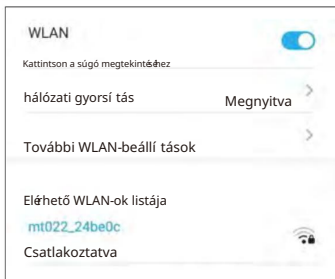 WLAN
Kattintson a súgó megtekintéséhez
hálózati gyorsí tás
Megnyitva
További WLAN-beállí tások
Elérhető WLAN-ok listája
mt022_24be0c
Csatlakoztatva